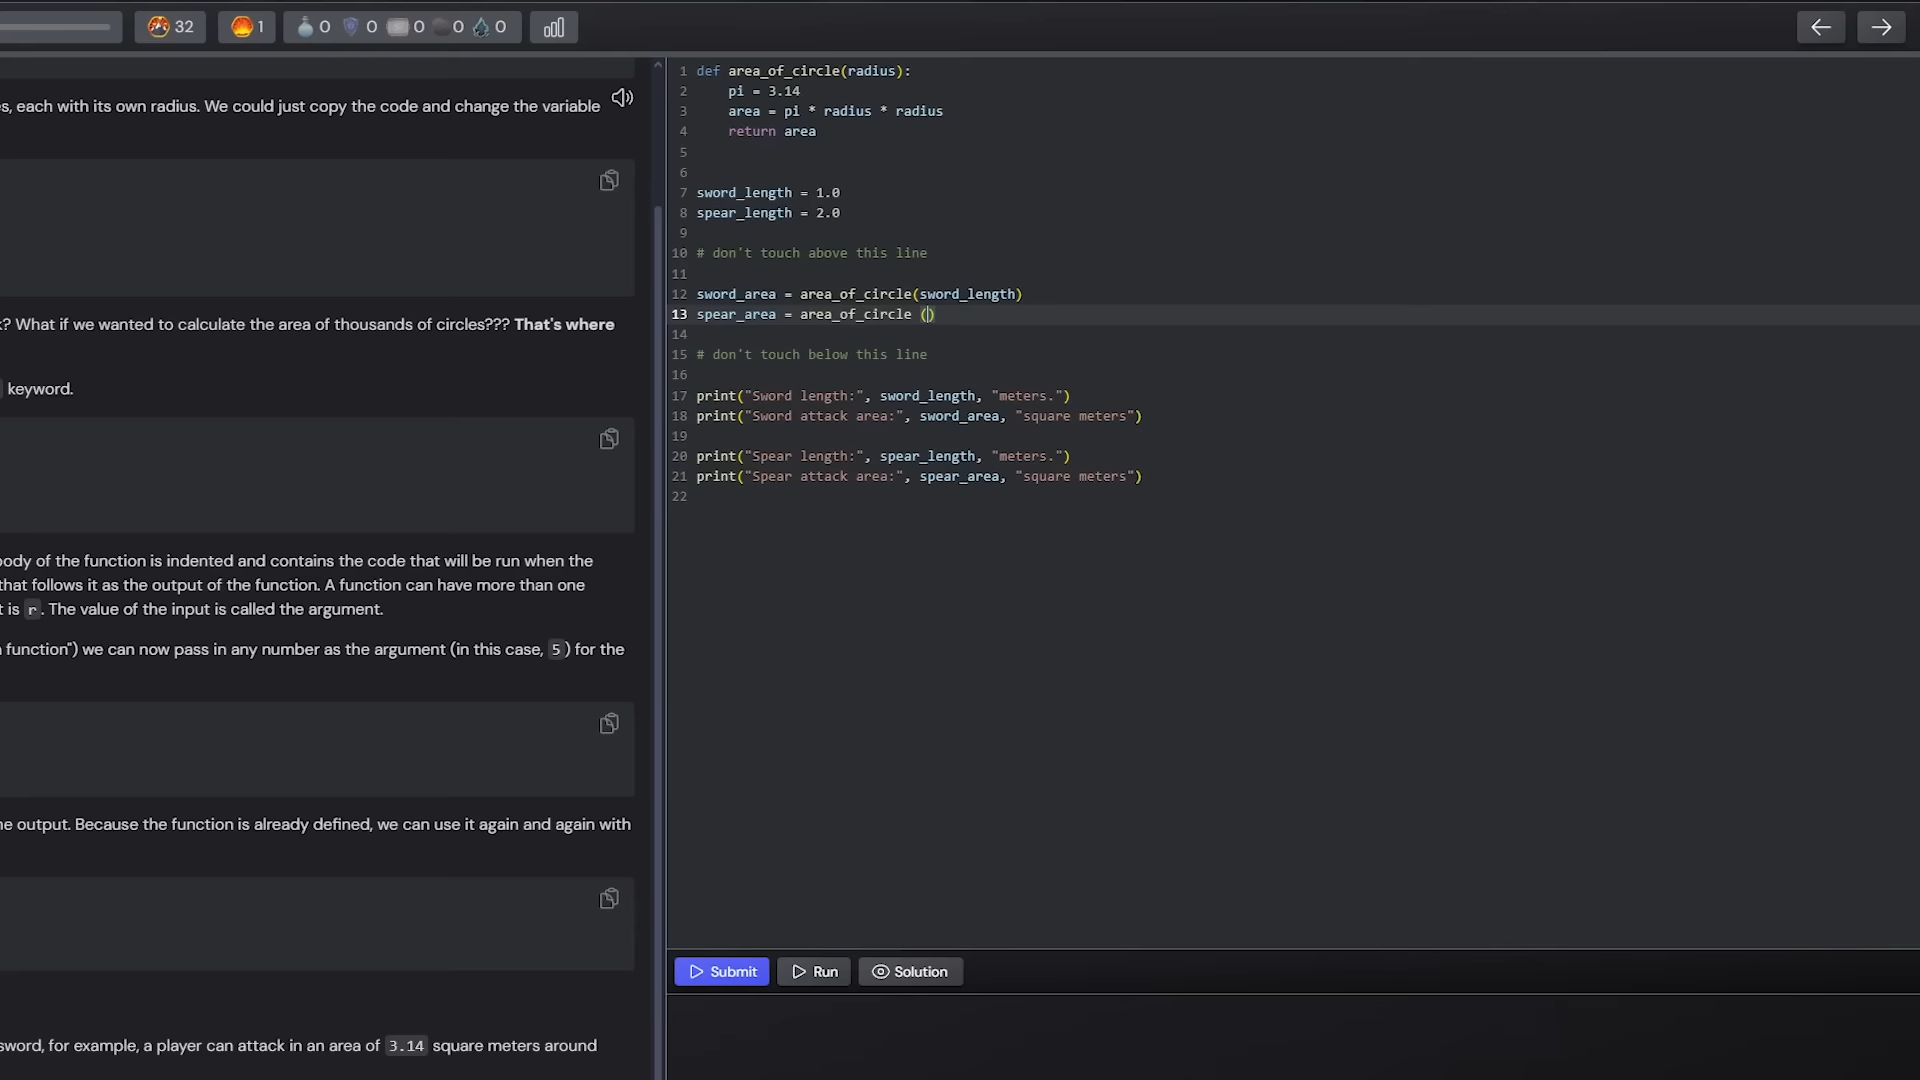 32
1
0
0
0
0
0
s, each with its own radius. We could just copy the code and change the variable
? What if we wanted to calculate the area of thousands of circles??? That's where
keyword.
body of the function is indented and contains the code that will be run when the
that follows it as the output of the function. A function can have more than one
t is r. The value of the input is called the argument.
function") we can now pass in any number as the argument (in this case, 5) for the
ne output. Because the function is already defined, we can use it again and again with
sword, for example, a player can attack in an area of 3.14 square meters around
1 def area_of_circle(radius):
2 pi = 3.14
3 area = pi * radius * radius
4 return area
5
6
7 sword_length = 1.0
8 spear_length = 2.0
9
10 # don't touch above this line
11
12 sword_area = area_of_circle(sword_length)
13 spear_area = area_of_circle ()
14
15 # don't touch below this line
16
17 print("Sword length:", sword_length, "meters.")
18 print("Sword attack area:", sword_area, "square meters")
19
20 print("Spear length:", spear_length, "meters.")
21 print("Spear attack area:", spear_area, "square meters")
22
Submit
Run
Solution